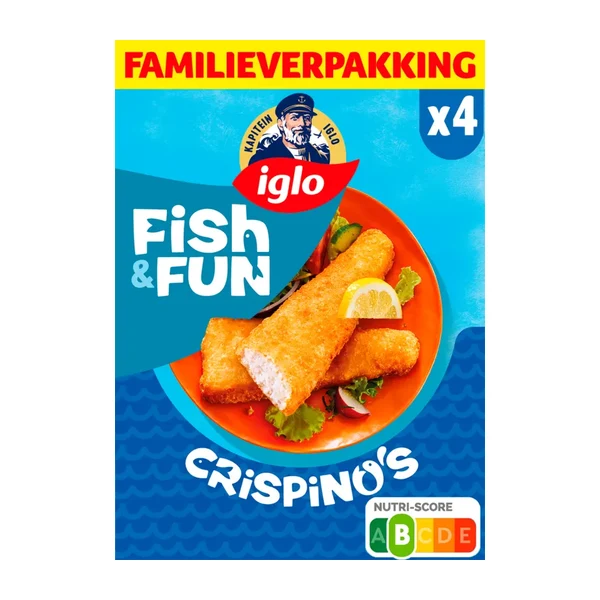 FAMILIEVERPAKKING
x4
KAPITEIN IGLO
iglo
FiSh
& FUN
CRiSPiNO'S
NUTRI-SCORE
A B C D E